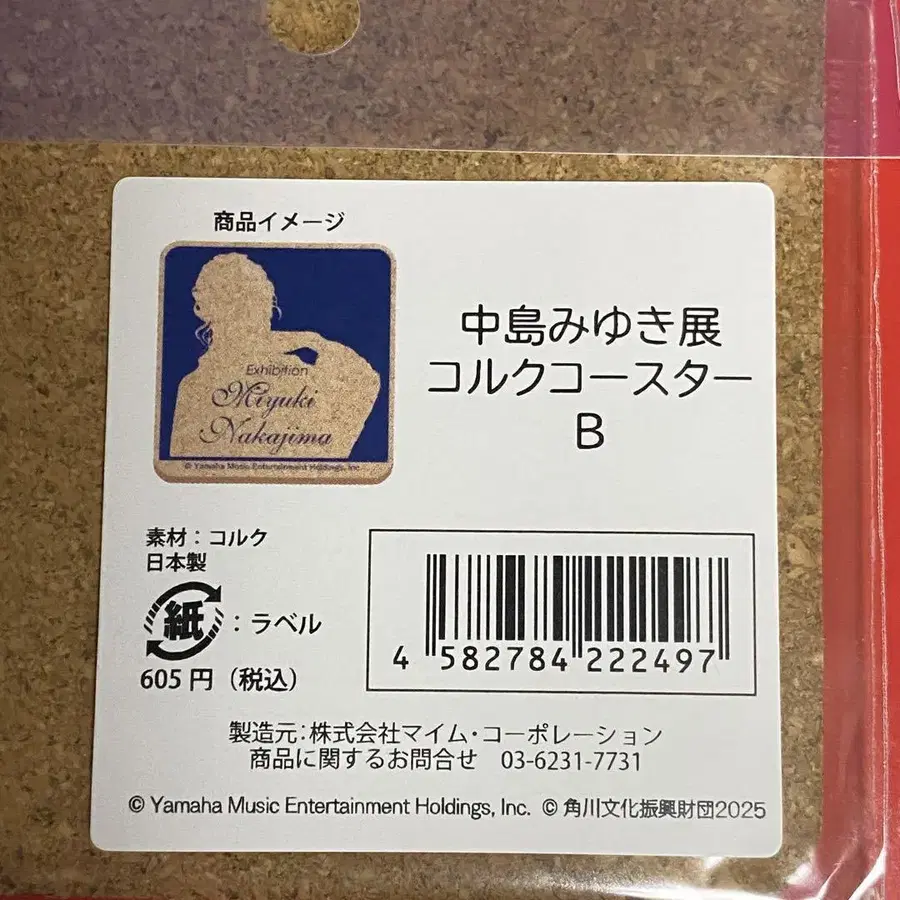 商品イメージ
Exhibition
Miyuki
Nakajima
© Yamaha Music Entertainment Holdings, Inc.
中島みゆき展
コルクコースター
B
素材：コルク
日本製
紙：ラベル
605円（税込）
4 582784 222497
製造元：株式会社マイム・コーポレーション
商品に関するお問合せ 03-6231-7731
© Yamaha Music Entertainment Holdings, Inc. © 角川文化振興財団2025